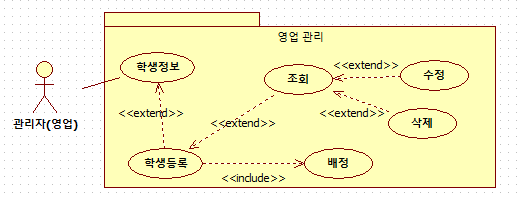 영업 관리
학생정보
조회
<<extend>>
수정
<<extend>>
<<extend>>
<<extend>>
삭제
관리자(영업)
학생등록
배정
<<include>>